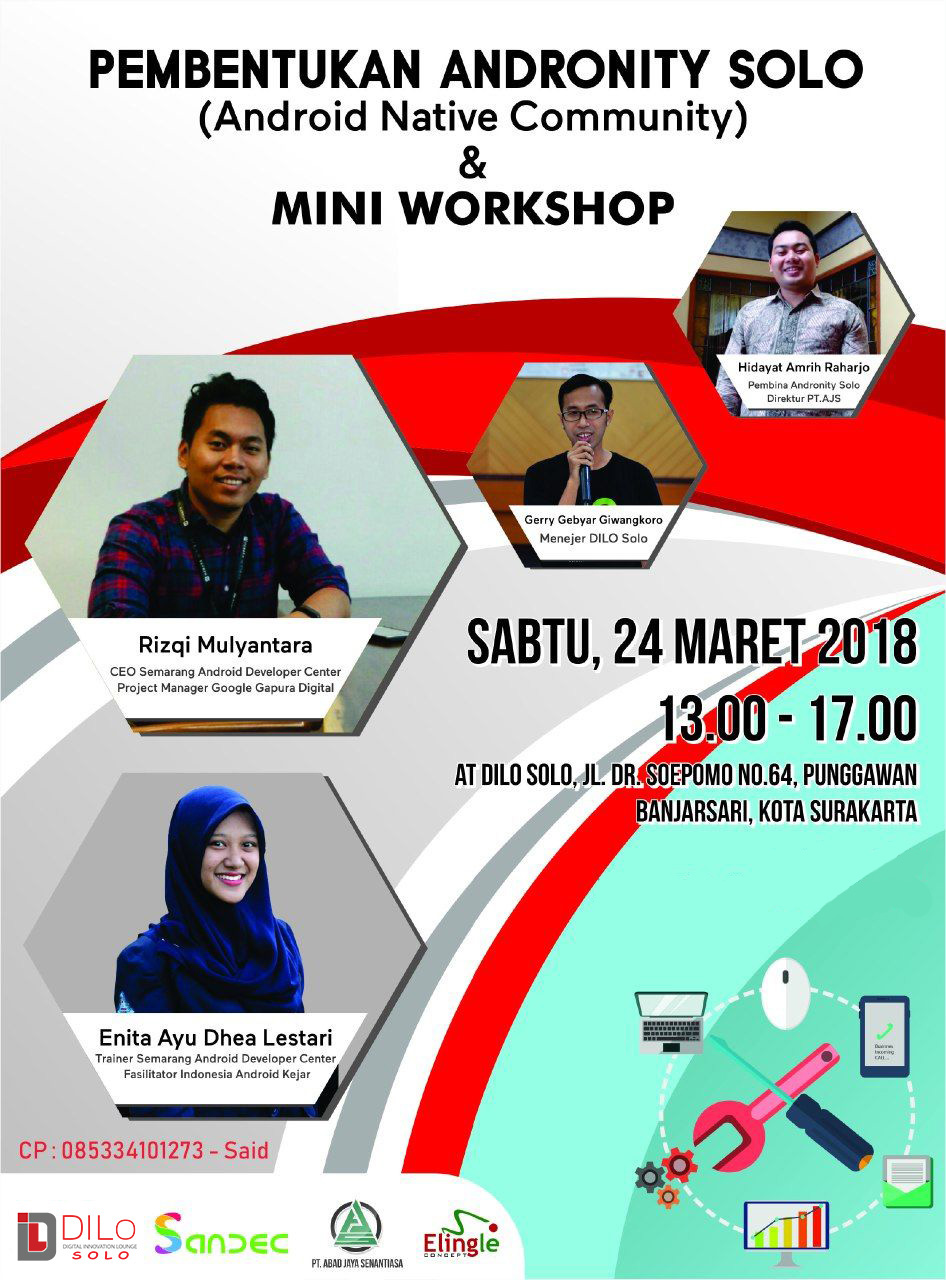 PEMBENTUKAN ANDRONITY SOLO
(Android Native Community)
&
MINI WORKSHOP
Hidayat Amrih Raharjo
Pembina Andronity Solo
Direktur PT.AJS
Gerry Gebyar Giwangkoro
Menejer DILO Solo
Rizqi Mulyantara
CEO Semarang Android Developer Center
Project Manager Google Gapura Digital
SABTU, 24 MARET 2018
13.00 - 17.00
AT DILO SOLO, JL. DR. SOEPOMO NO.64, PUNGGAWAN
BANJARSARI, KOTA SURAKARTA
Enita Ayu Dhea Lestari
Trainer Semarang Android Developer Center
Fasilitator Indonesia Android Kejar
CP : 085334101273 - Said
DILo
DIGITAL INNOVATION LOUNGE
SOLO
SANDEC
PT. ABAD JAYA SENANTIASA
Elingle
CONCEPT
Incoming